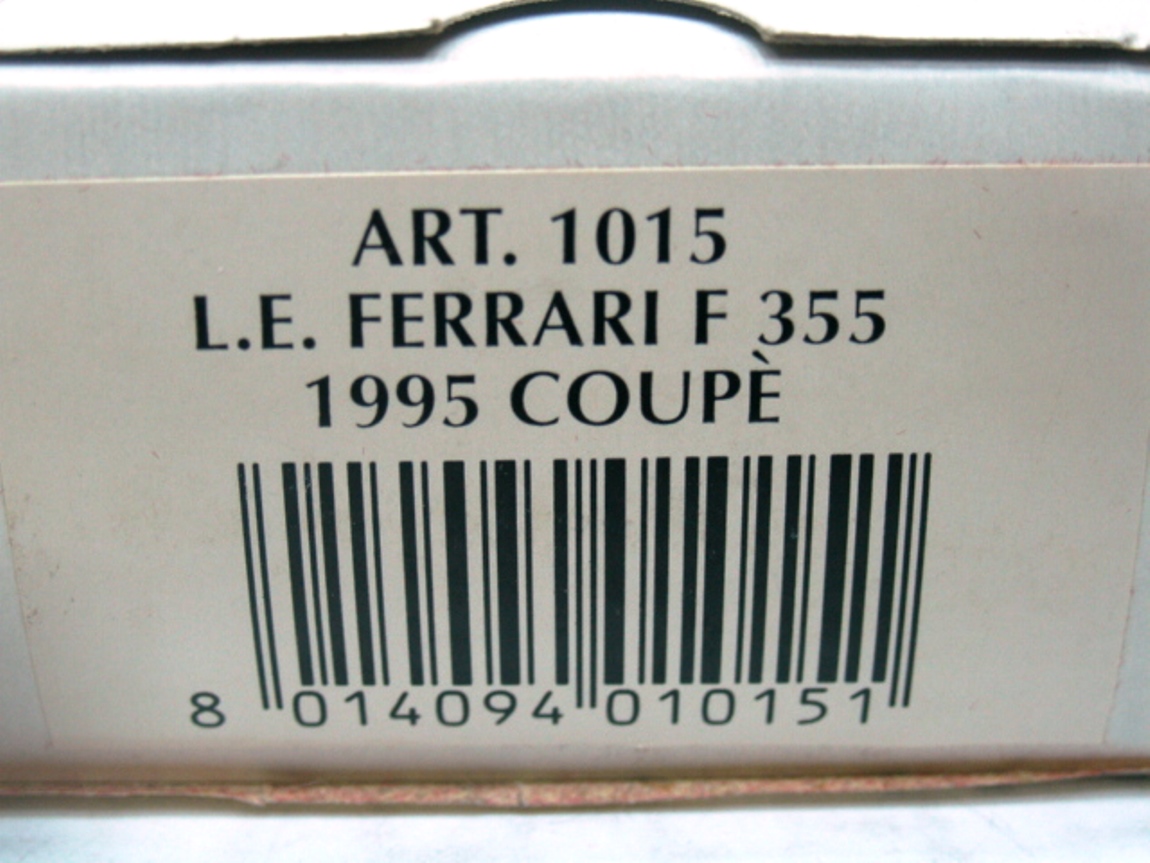 ART. 1015
L.E. FERRARI F 355
1995 COUPÈ
8 014094 010151